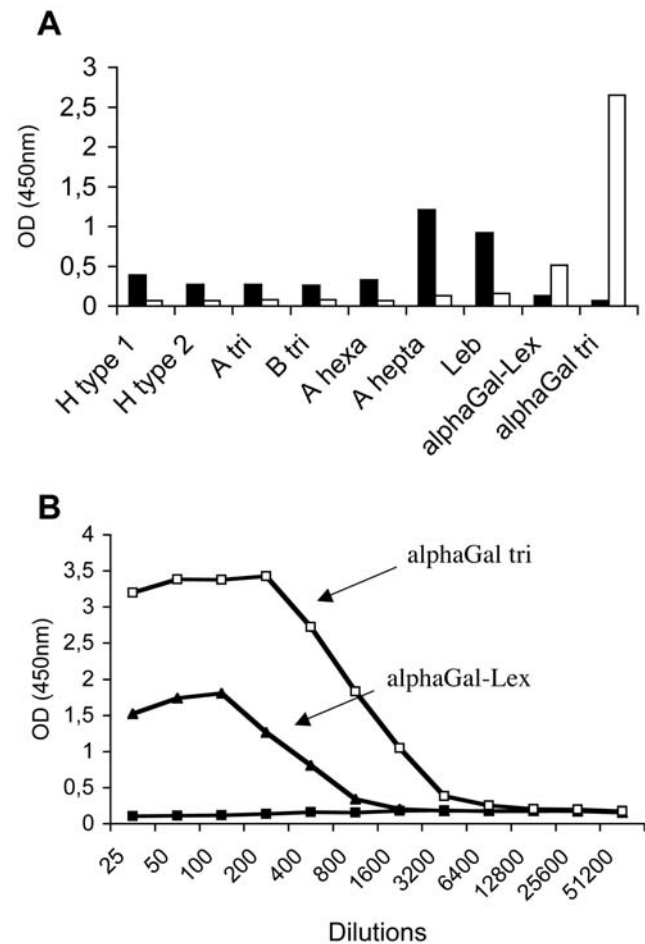 A
OD (450nm)
3
2,5
2
1,5
1
0,5
0
H type 1
H type 2
A tri
B tri
A hexa
A hepta
Leb
alphaGal-Lex
alphaGal tri
B
OD (450nm)
4
3,5
3
2,5
2
1,5
1
0,5
0
alphaGal tri
alphaGal-Lex
25
50
100
200
400
800
1600
3200
6400
12800
25600
51200
Dilutions